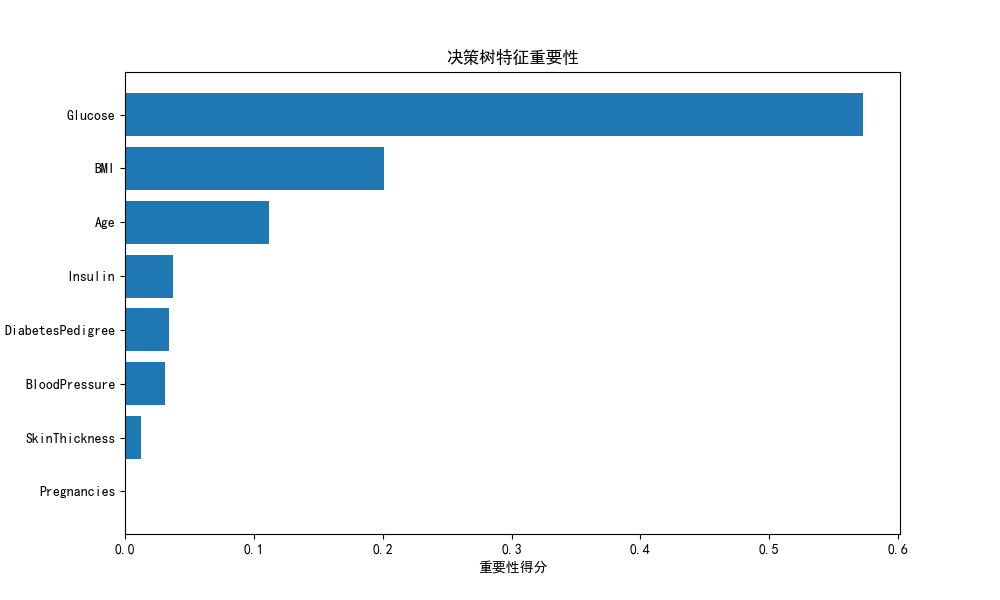 决策树特征重要性
Glucose
BMI
Age
Insulin
DiabetesPedigree
BloodPressure
SkinThickness
Pregnancies
0.0 0.1 0.2 0.3 0.4 0.5 0.6
重要性得分